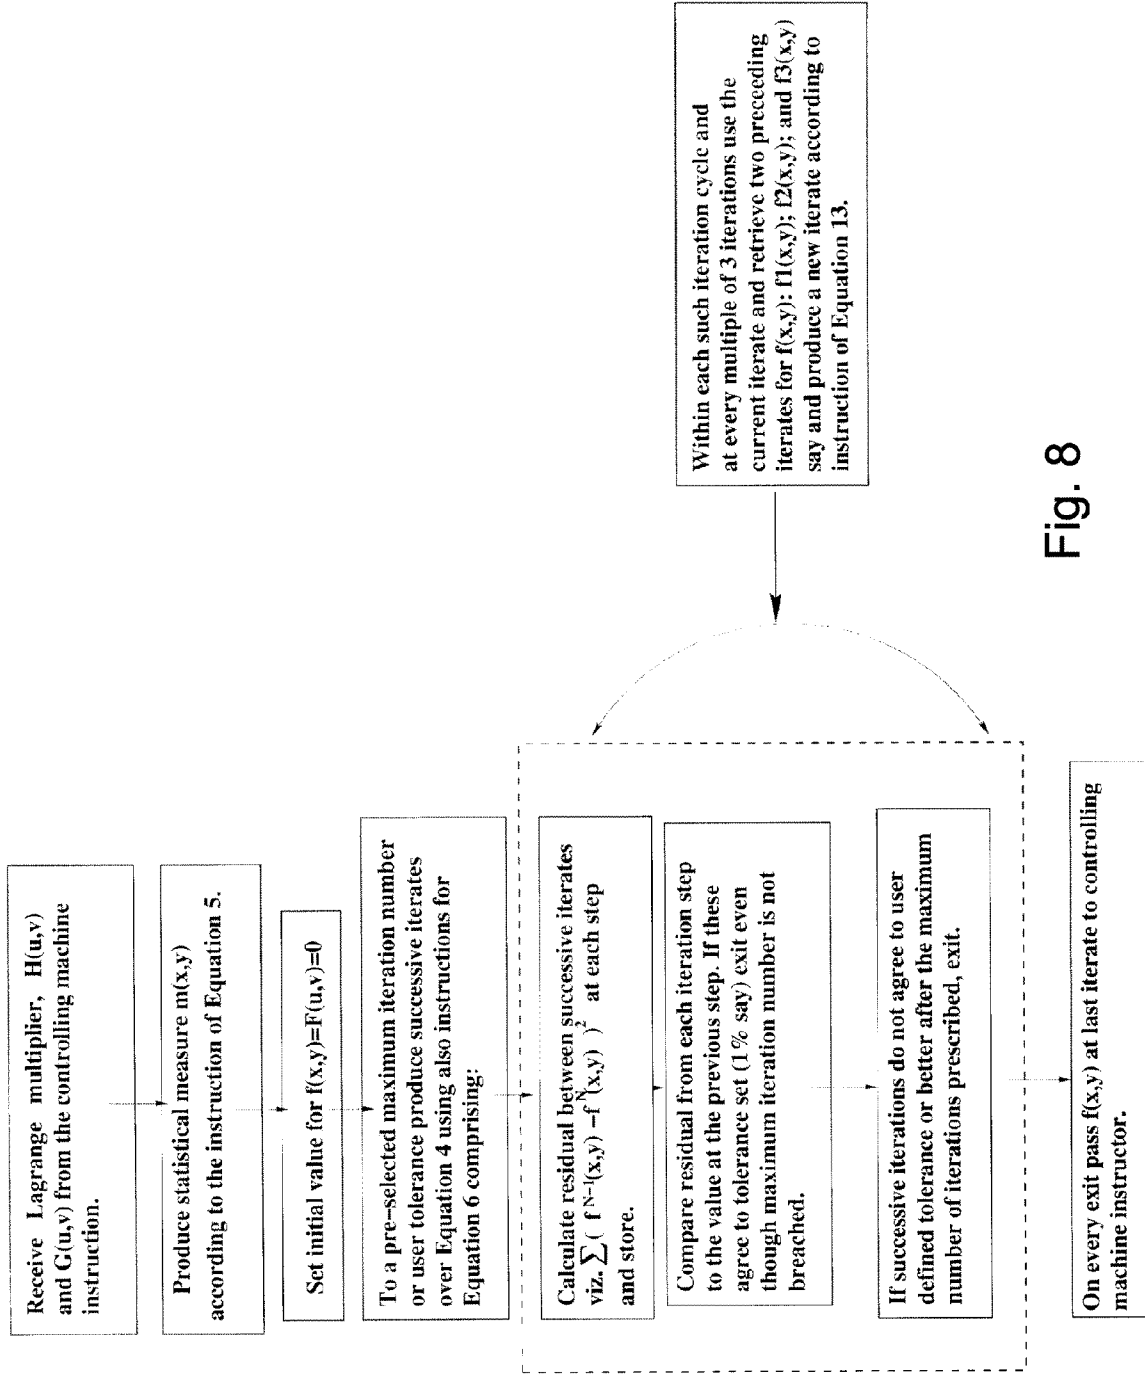 Receive Lagrange multiplier, H(u,v)
and G(u,v) from the controlling machine
instruction.
Produce statistical measure m(x,y)
according to the instruction of Equation 5.
Set initial value for f(x,y)=F(u,v)=0
To a pre-selected maximum iteration number
or user tolerance produce successive iterates
over Equation 4 using also instructions for
Equation 6 comprising:
Calculate residual between successive iterates
viz. ∑( f^{N-1}(x,y) -f^{N}(x,y) )^2 at each step
and store.
Compare residual from each iteration step
to the value at the previous step. If these
agree to tolerance set (1% say) exit even
though maximum iteration number is not
breached.
If successive iterations do not agree to user
defined tolerance or better after the maximum
number of iterations prescribed, exit.
On every exit pass f(x,y) at last iterate to controlling
machine instructor.
Within each such iteration cycle and
at every multiple of 3 iterations use the
current iterate and retrieve two preceeding
iterates for f(x,y): f1(x,y); f2(x,y); and f3(x,y)
say and produce a new iterate according to
instruction of Equation 13.
Fig. 8